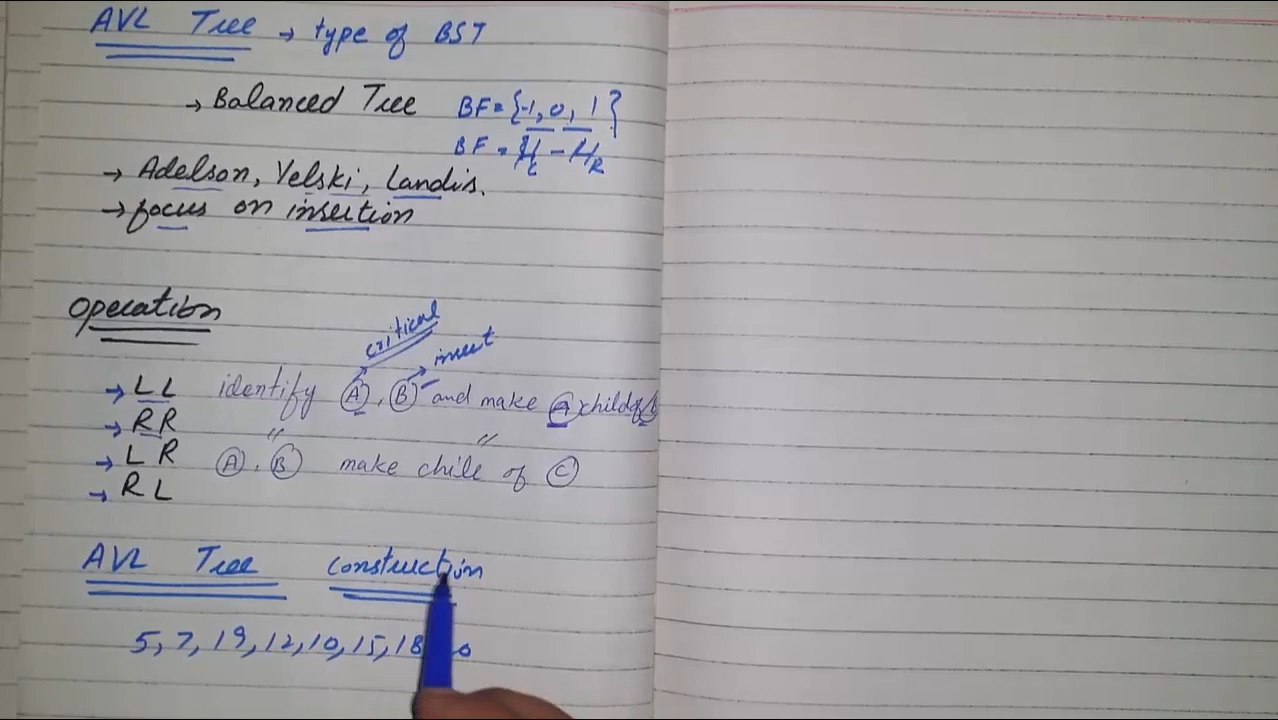 AVL Tree → type of BST
→ Balanced Tree BF = {-1, 0, 1}
BF = HL - HR
→ Adelson, Velski, Landis.
→ focus on insertion
Operation
critical
insert
→ LL identify A, B and make A child of B
→ RR " "
→ LR A, B make chile of C
→ RL
AVL Tree Construction
5, 7, 19, 12, 10, 15, 18